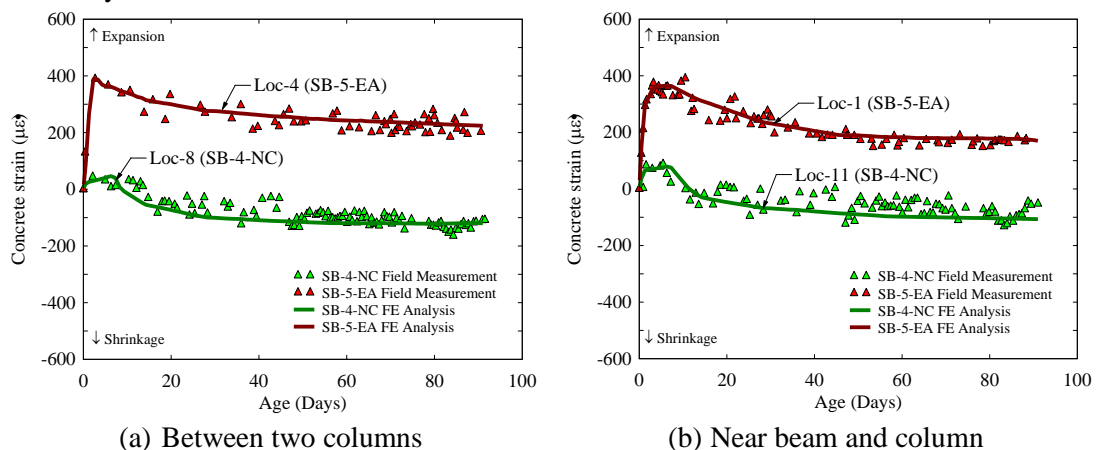 600
400
200
0
-200
-400
-600
Concrete strain (με)
↑ Expansion
Loc-4 (SB-5-EA)
Loc-8 (SB-4-NC)
SB-4-NC Field Measurement
SB-5-EA Field Measurement
SB-4-NC FE Analysis
SB-5-EA FE Analysis
↓ Shrinkage
0 20 40 60 80 100
Age (Days)
(a) Between two columns
600
400
200
0
-200
-400
-600
Concrete strain (με)
↑ Expansion
Loc-1 (SB-5-EA)
Loc-11 (SB-4-NC)
SB-4-NC Field Measurement
SB-5-EA Field Measurement
SB-4-NC FE Analysis
SB-5-EA FE Analysis
↓ Shrinkage
0 20 40 60 80 100
Age (Days)
(b) Near beam and column